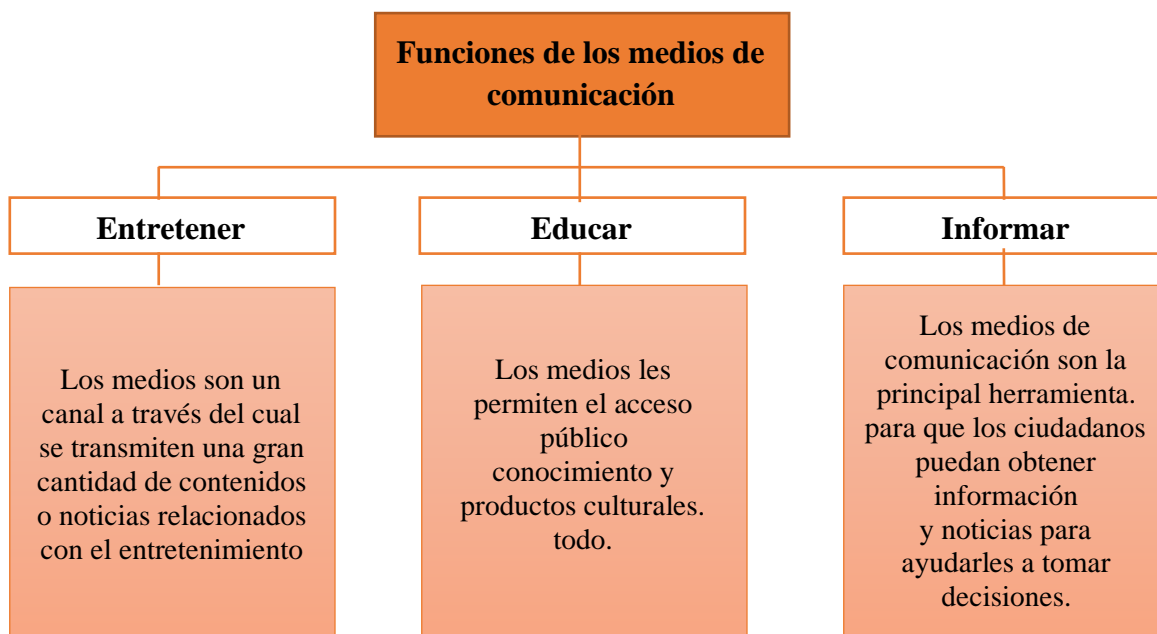 Funciones de los medios de
comunicación
Entretener
Los medios son un
canal a través del cual
se transmiten una gran
cantidad de contenidos
o noticias relacionados
con el entretenimiento
Educar
Los medios les
permiten el acceso
público
conocimiento y
productos culturales.
todo.
Informar
Los medios de
comunicación son la
principal herramienta.
para que los ciudadanos
puedan obtener
información
y noticias para
ayudarles a tomar
decisiones.